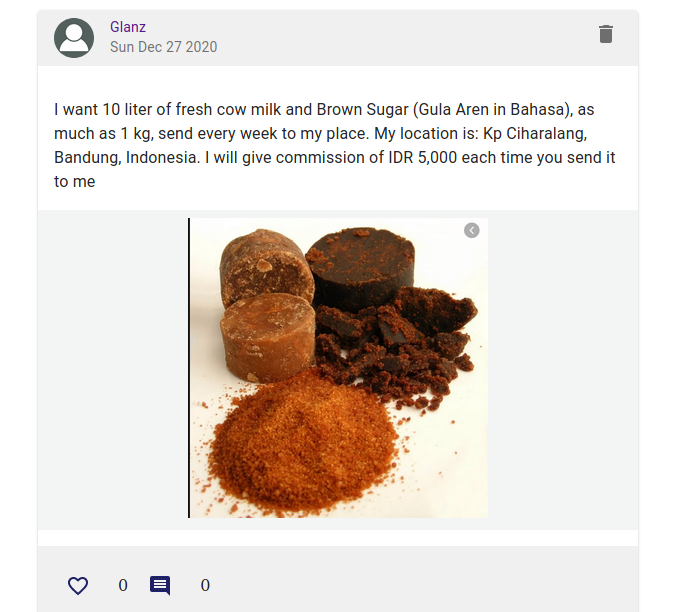 Glanz
Sun Dec 27 2020
I want 10 liter of fresh cow milk and Brown Sugar (Gula Aren in Bahasa), as
much as 1 kg, send every week to my place. My location is: Kp Ciharalang,
Bandung, Indonesia. I will give commission of IDR 5,000 each time you send it
to me
0 0